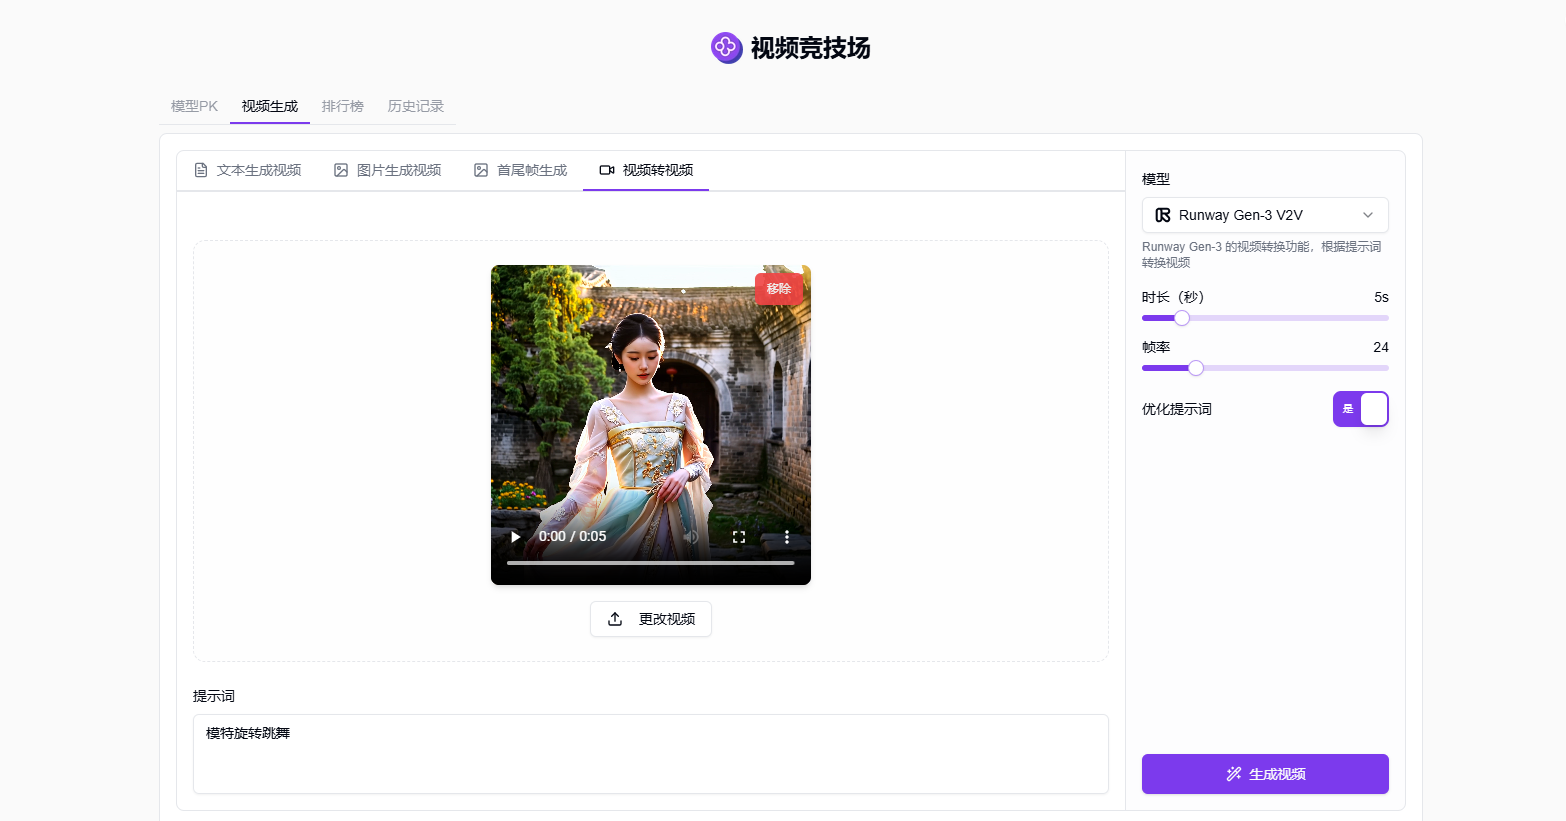 视频竞技场
模型PK
视频生成
排行榜
历史记录
文本生成视频
图片生成视频
首尾帧生成
视频转视频
移除
0:00 / 0:05
更改视频
提示词
模特旋转跳舞
模型
Runway Gen-3 V2V
Runway Gen-3 的视频转换功能，根据提示词
转换视频
时长（秒）
5s
帧率
24
优化提示词
是
生成视频